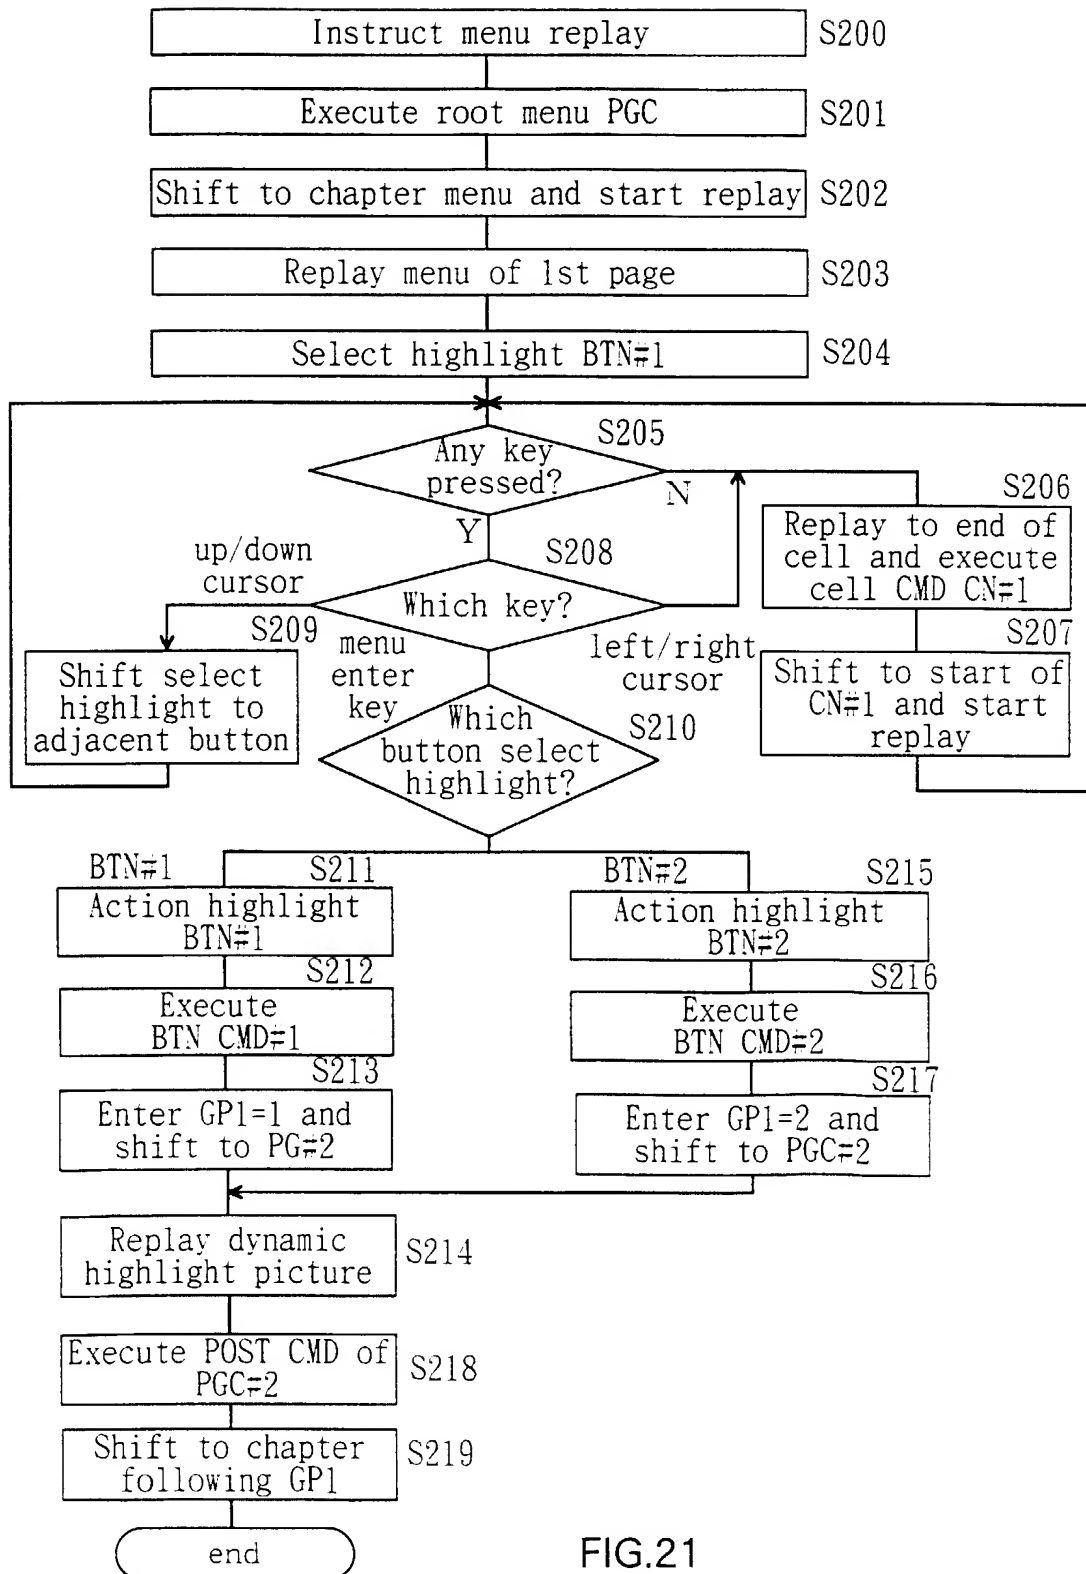 Instruct menu replay
S200
Execute root menu PGC
S201
Shift to chapter menu and start replay
S202
Replay menu of 1st page
S203
Select highlight BTN#1
S204
S205
Any key
pressed?
N
Y
S206
Replay to end of
cell and execute
cell CMD CN#1
S207
Shift to start of
CN#1 and start
replay
S208
Which key?
up/down
cursor
S209
Shift select
highlight to
adjacent button
menu
enter
key
left/right
cursor
S210
Which
button select
highlight?
BTN#1
S211
Action highlight
BTN#1
S212
Execute
BTN CMD#1
S213
Enter GP1=1 and
shift to PG#2
BTN#2
S215
Action highlight
BTN#2
S216
Execute
BTN CMD#2
S217
Enter GP1=2 and
shift to PGC#2
Replay dynamic
highlight picture
S214
Execute POST CMD of
PGC#2
S218
Shift to chapter
following GP1
S219
end
FIG.21